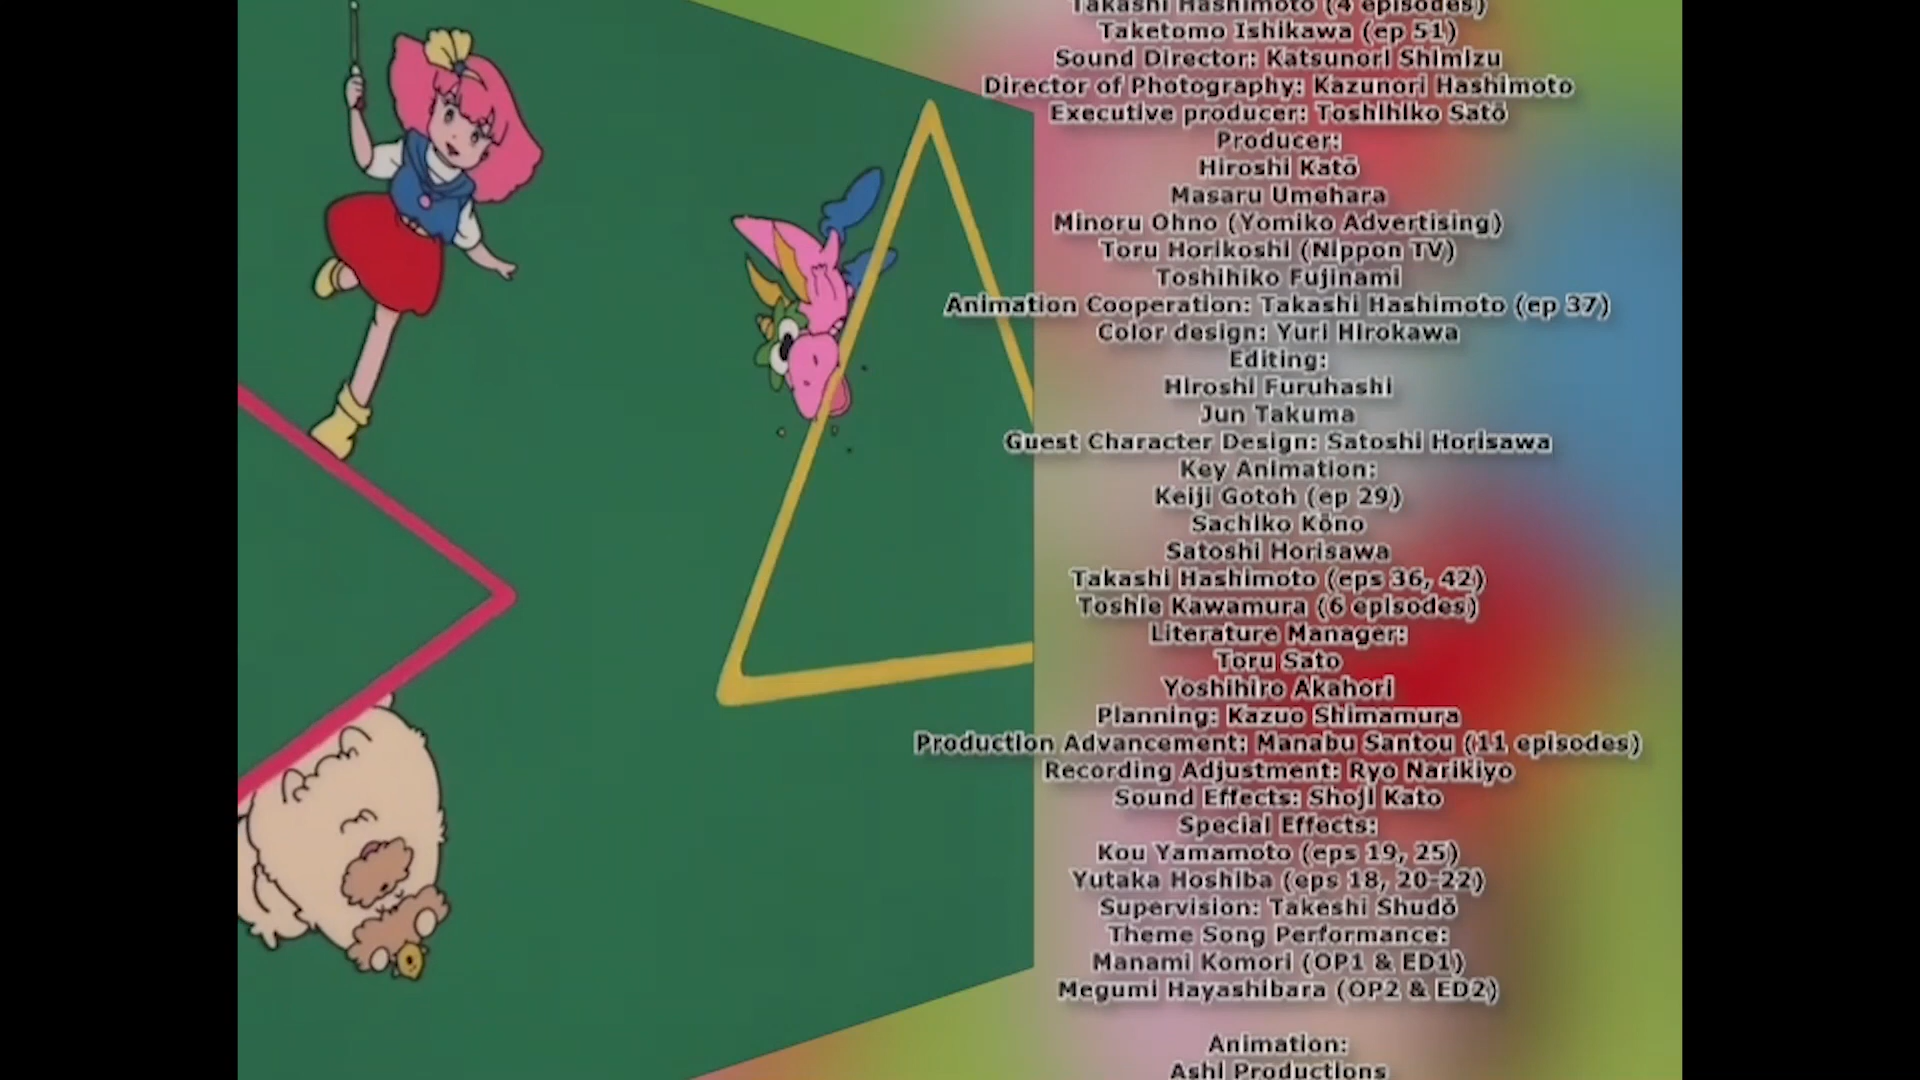 Takashi Hashimoto (4 episodes)
Taketomo Ishikawa (ep 51)
Sound Director: Katsunori Shimizu
Director of Photography: Kazunori Hashimoto
Executive producer: Toshihiko Satō
Producer:
Hiroshi Katō
Masaru Umehara
Minoru Ohno (Yomiko Advertising)
Toru Horikoshi (Nippon TV)
Toshihiko Fujinami
Animation Cooperation: Takashi Hashimoto (ep 37)
Color design: Yuri Hirokawa
Editing:
Hiroshi Furuhashi
Jun Takuma
Guest Character Design: Satoshi Horisawa
Key Animation:
Keiji Gotoh (ep 29)
Sachiko Kōno
Satoshi Horisawa
Takashi Hashimoto (eps 36, 42)
Toshie Kawamura (6 episodes)
Literature Manager:
Toru Sato
Yoshihiro Akahori
Planning: Kazuo Shimamura
Production Advancement: Manabu Santou (11 episodes)
Recording Adjustment: Ryo Narikiyo
Sound Effects: Shoji Kato
Special Effects:
Kou Yamamoto (eps 19, 25)
Yutaka Hoshiba (eps 18, 20-22)
Supervision: Takeshi Shudō
Theme Song Performance:
Manami Komori (OP1 & ED1)
Megumi Hayashibara (OP2 & ED2)
Animation:
Ashi Productions